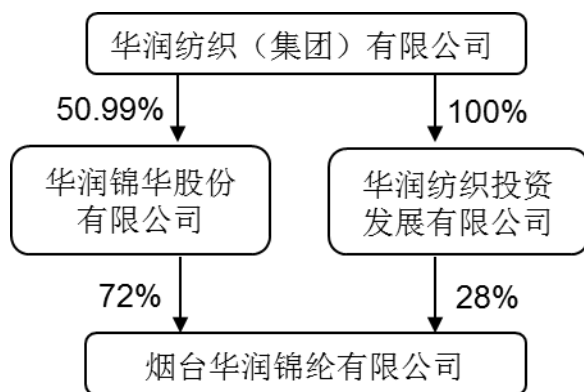 华润纺织（集团）有限公司
50.99%
100%
华润锦华股份
有限公司
华润纺织投资
发展有限公司
72%
28%
烟台华润锦纶有限公司